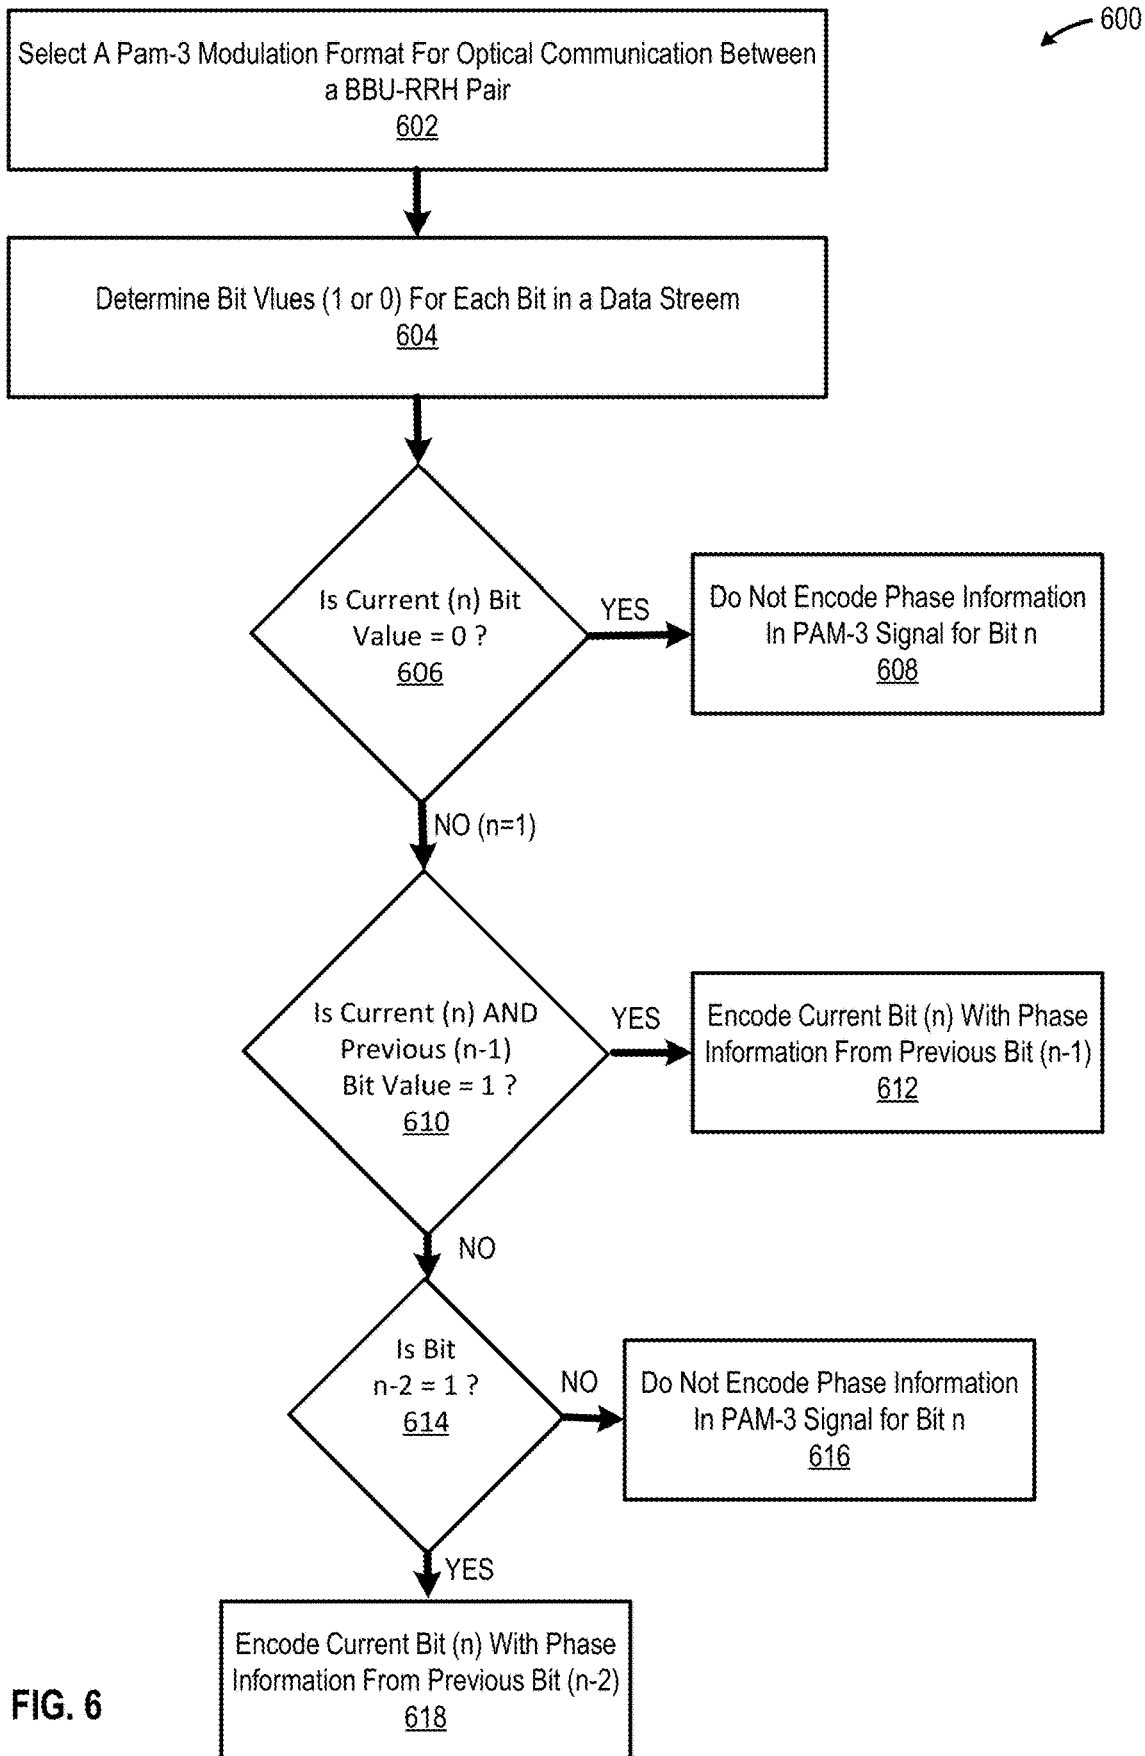 600
Select A Pam-3 Modulation Format For Optical Communication Between
a BBU-RRH Pair
602
Determine Bit Vlues (1 or 0) For Each Bit in a Data Streem
604
Is Current (n) Bit
Value = 0 ?
606
YES
Do Not Encode Phase Information
In PAM-3 Signal for Bit n
608
NO (n=1)
Is Current (n) AND
Previous (n-1)
Bit Value = 1 ?
610
YES
Encode Current Bit (n) With Phase
Information From Previous Bit (n-1)
612
NO
Is Bit
n-2 = 1 ?
614
NO
Do Not Encode Phase Information
In PAM-3 Signal for Bit n
616
YES
Encode Current Bit (n) With Phase
Information From Previous Bit (n-2)
618
FIG. 6